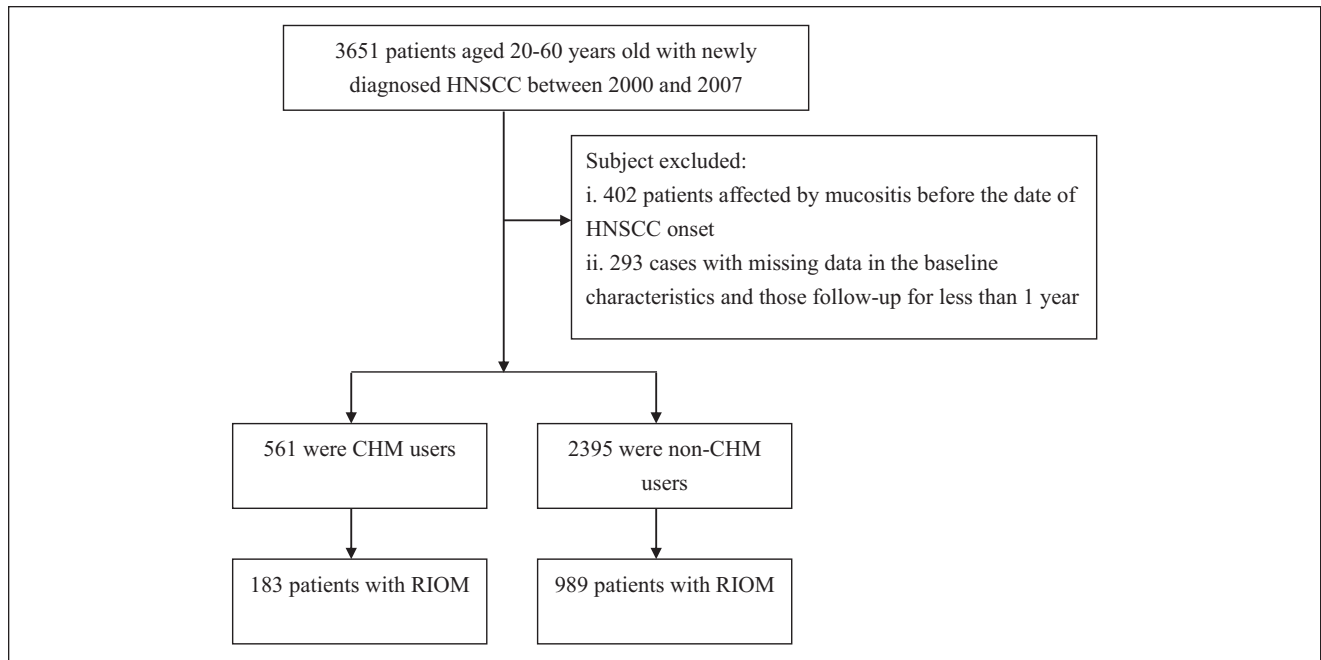 3651 patients aged 20-60 years old with newly
diagnosed HNSCC between 2000 and 2007
Subject excluded:
i. 402 patients affected by mucositis before the date of
HNSCC onset
ii. 293 cases with missing data in the baseline
characteristics and those follow-up for less than 1 year
561 were CHM users
2395 were non-CHM
users
183 patients with RIOM
989 patients with RIOM